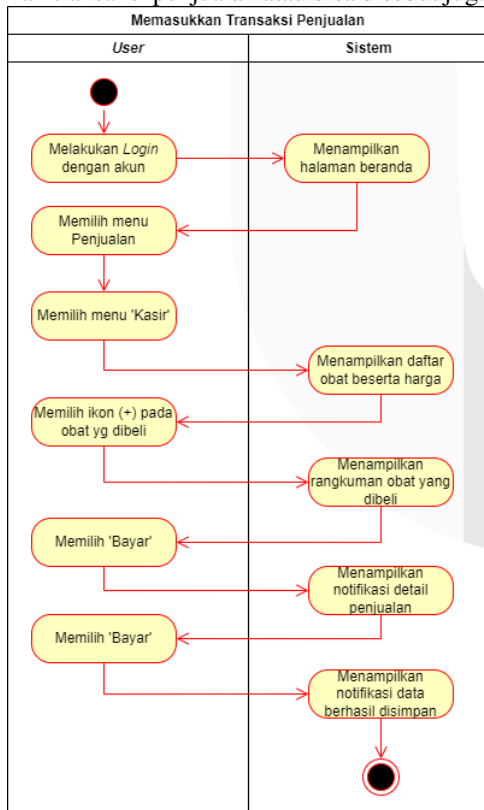 Memasukkan Transaksi Penjualan
User
Sistem
Melakukan Login
dengan akun
Menampilkan
halaman beranda
Memilih menu
Penjualan
Memilih menu 'Kasir'
Menampilkan daftar
obat beserta harga
Memilih ikon (+) pada
obat yg dibeli
Menampilkan
rangkuman obat yang
dibeli
Memilih 'Bayar'
Menampilkan
notifikasi detail
penjualan
Memilih 'Bayar'
Menampilkan
notifikasi data
berhasil disimpan